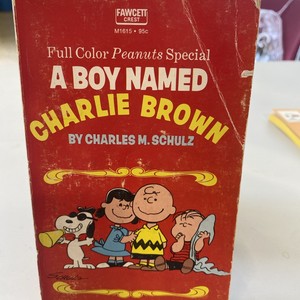 FAWCETT
CREST
M1615 • 95c
Full Color Peanuts Special
A BOY NAMED
CHARLIE BROWN
BY CHARLES M. SCHULZ